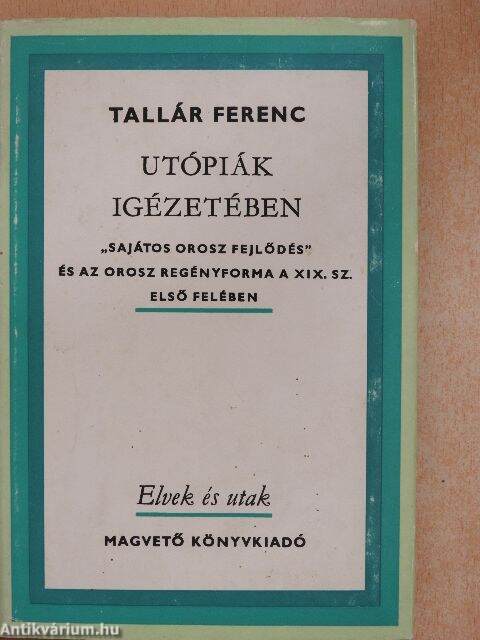 TALLÁR FERENC
UTÓPIÁK
IGÉZETÉBEN
„SAJÁTOS OROSZ FEJLŐDÉS”
ÉS AZ OROSZ REGÉNYFORMA A XIX. SZ.
ELSŐ FELÉBEN
Elvek és utak
MAGVETŐ KÖNYVKIADÓ
Antikvárium.hu